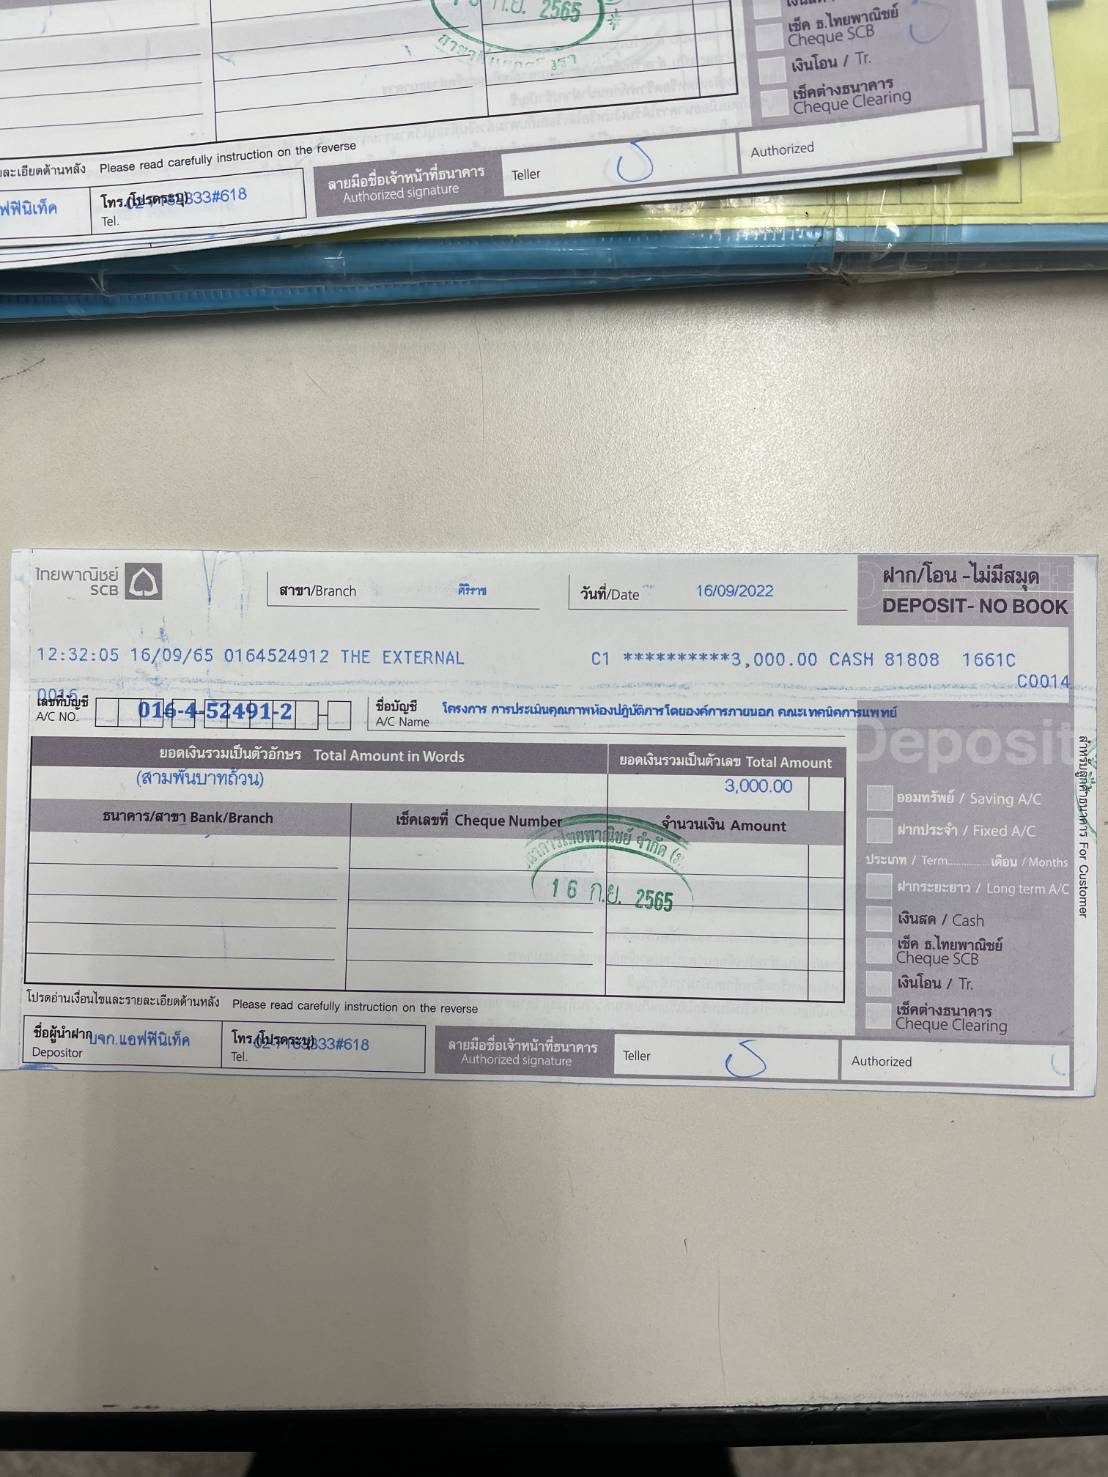 ก.ย. 2565
เช็ค ธ.ไทยพาณิชย์
Cheque SCB
เงินโอน / Tr.
เช็คต่างธนาคาร
Cheque Clearing
ละเอียดด้านหลัง Please read carefully instruction on the reverse
ฟฟินิเท็ค
โทร.(โปรดระบุ)
Tel.
333#618
ลายมือชื่อเจ้าหน้าที่ธนาคาร
Authorized signature
Teller
Authorized
ไทยพาณิชย์
SCB
สาขา/Branch ศิริราช
วันที่/Date 16/09/2022
ฝาก/โอน -ไม่มีสมุด
DEPOSIT- NO BOOK
12:32:05 16/09/65 0164524912 THE EXTERNAL C1 **********3,000.00 CASH 81808 1661C
C0014
0016
เลขที่บัญชี
A/C NO.
016-4-52491-2
ชื่อบัญชี
A/C Name
โครงการ การประเมินคุณภาพห้องปฏิบัติการโดยองค์การภายนอก คณะเทคนิคการแพทย์
Deposit
ยอดเงินรวมเป็นตัวอักษร Total Amount in Words
ยอดเงินรวมเป็นตัวเลข Total Amount
(สามพันบาทถ้วน)
3,000.00
ธนาคาร/สาขา Bank/Branch
เช็คเลขที่ Cheque Number
จำนวนเงิน Amount
ธนาคารไทยพาณิชย์ จำกัด
16 ก.ย. 2565
ออมทรัพย์ / Saving A/C
ฝากประจำ / Fixed A/C
ประเภท / Term............ เดือน / Months
ฝากระยะยาว / Long term A/C
เงินสด / Cash
เช็ค ธ.ไทยพาณิชย์
Cheque SCB
เงินโอน / Tr.
เช็คต่างธนาคาร
Cheque Clearing
สำหรับลูกค้าธนาคาร For Customer
โปรดอ่านเงื่อนไขและรายละเอียดด้านหลัง Please read carefully instruction on the reverse
ชื่อผู้นำฝาก
Depositor
บจก.แอฟฟินิเท็ค
โทร.(โปรดระบุ)
Tel.
333#618
ลายมือชื่อเจ้าหน้าที่ธนาคาร
Authorized signature
Teller
Authorized